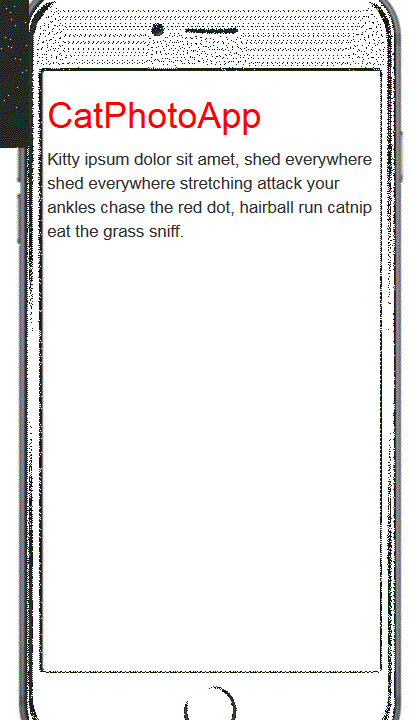 CatPhotoApp
Kitty ipsum dolor sit amet, shed everywhere
shed everywhere stretching attack your
ankles chase the red dot, hairball run catnip
eat the grass sniff.